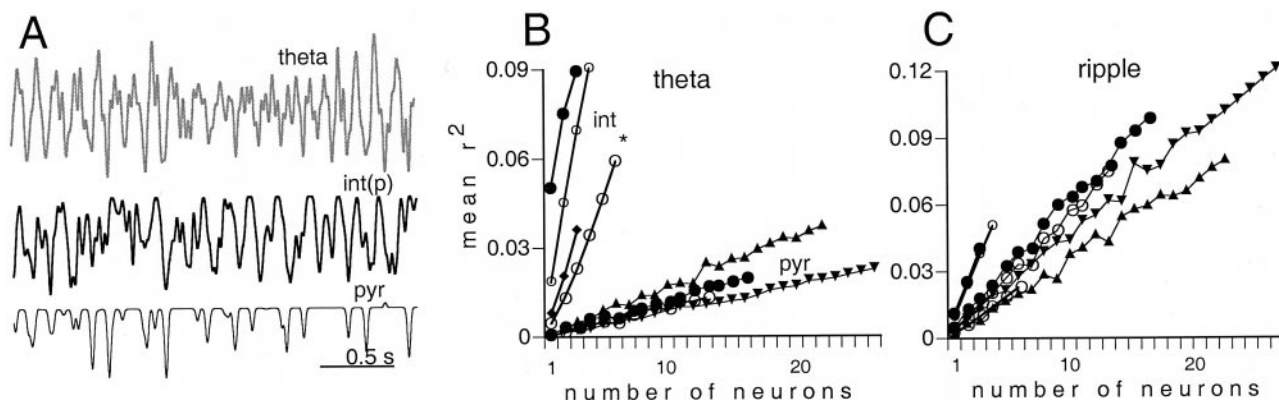 A
theta
int(p)
pyr
0.5 s
B
theta
0.09
0.06
0.03
0
mean r2
int
*
pyr
1
10
20
number of neurons
C
ripple
0.12
0.09
0.06
0.03
0
1
10
20
number of neurons